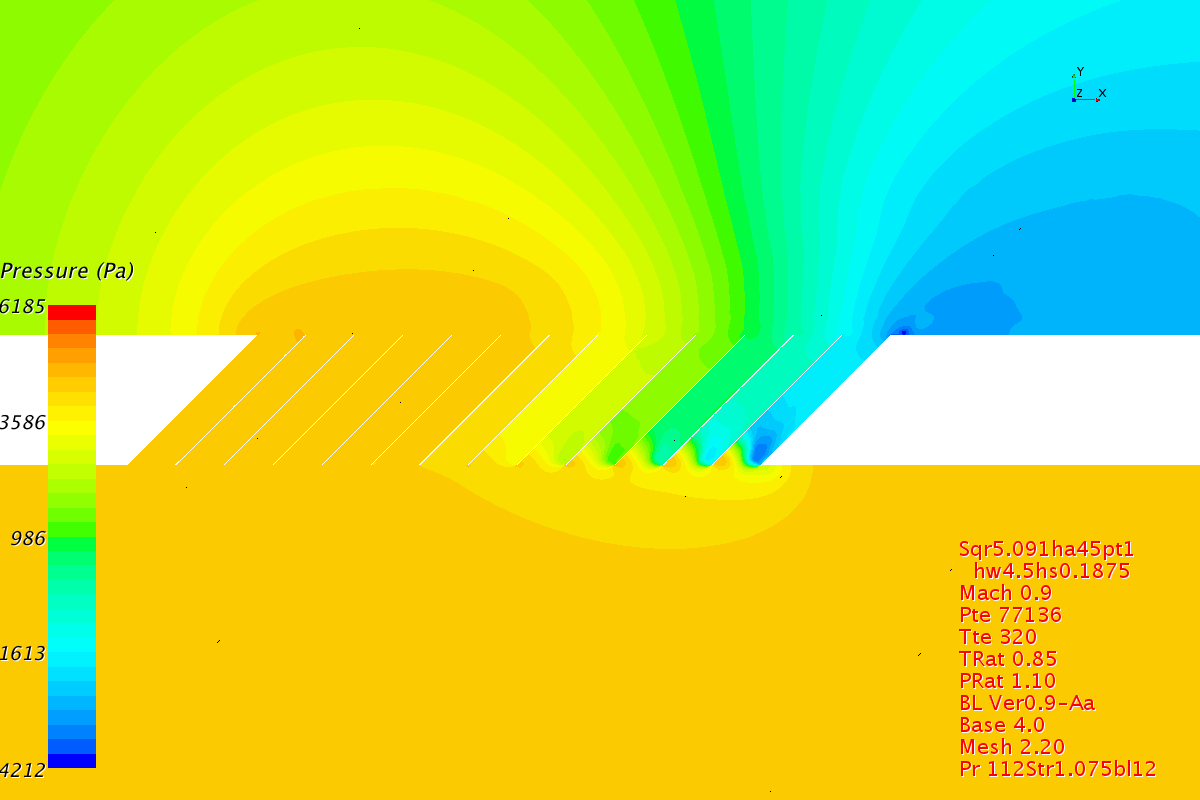 Y
Z X
Pressure (Pa)
6185
3586
986
1613
4212
Sqr5.091ha45pt1
hw4.5hs0.1875
Mach 0.9
Pte 77136
Tte 320
TRat 0.85
PRat 1.10
BL Ver0.9-Aa
Base 4.0
Mesh 2.20
Pr 112Str1.075bl12